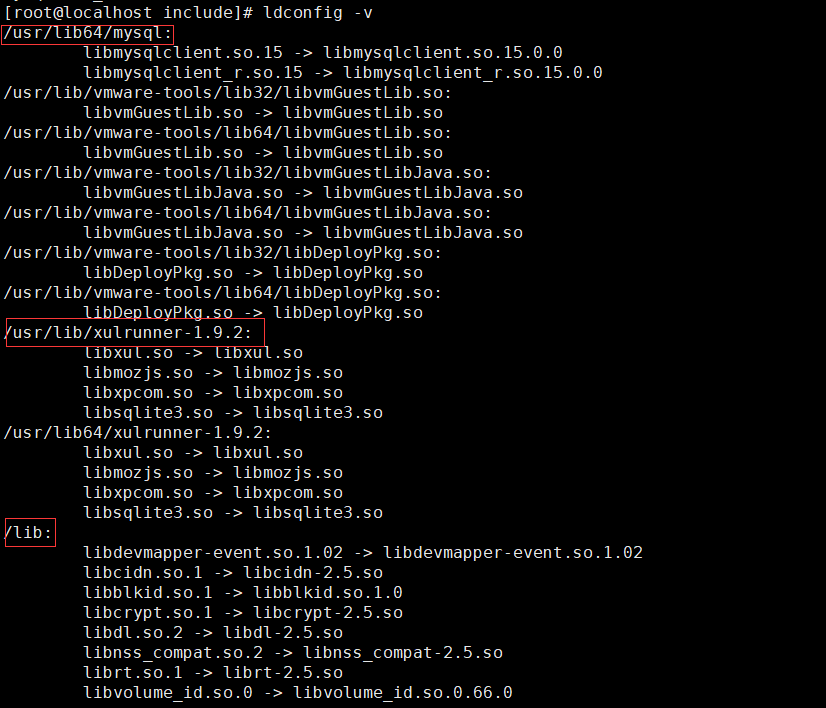 [root@localhost include]# ldconfig -v
/usr/lib64/mysql:
        libmysqlclient.so.15 -> libmysqlclient.so.15.0.0
        libmysqlclient_r.so.15 -> libmysqlclient_r.so.15.0.0
/usr/lib/vmware-tools/lib32/libvmGuestLib.so:
        libvmGuestLib.so -> libvmGuestLib.so
/usr/lib/vmware-tools/lib64/libvmGuestLib.so:
        libvmGuestLib.so -> libvmGuestLib.so
/usr/lib/vmware-tools/lib32/libvmGuestLibJava.so:
        libvmGuestLibJava.so -> libvmGuestLibJava.so
/usr/lib/vmware-tools/lib64/libvmGuestLibJava.so:
        libvmGuestLibJava.so -> libvmGuestLibJava.so
/usr/lib/vmware-tools/lib32/libDeployPkg.so:
        libDeployPkg.so -> libDeployPkg.so
/usr/lib/vmware-tools/lib64/libDeployPkg.so:
        libDeployPkg.so -> libDeployPkg.so
/usr/lib/xulrunner-1.9.2:
        libxul.so -> libxul.so
        libmozjs.so -> libmozjs.so
        libxpcom.so -> libxpcom.so
        libsqlite3.so -> libsqlite3.so
/usr/lib64/xulrunner-1.9.2:
        libxul.so -> libxul.so
        libmozjs.so -> libmozjs.so
        libxpcom.so -> libxpcom.so
        libsqlite3.so -> libsqlite3.so
/lib:
        libdevmapper-event.so.1.02 -> libdevmapper-event.so.1.02
        libcidn.so.1 -> libcidn-2.5.so
        libblkid.so.1 -> libblkid.so.1.0
        libcrypt.so.1 -> libcrypt-2.5.so
        libdl.so.2 -> libdl-2.5.so
        libnss_compat.so.2 -> libnss_compat-2.5.so
        librt.so.1 -> librt-2.5.so
        libvolume_id.so.0 -> libvolume_id.so.0.66.0